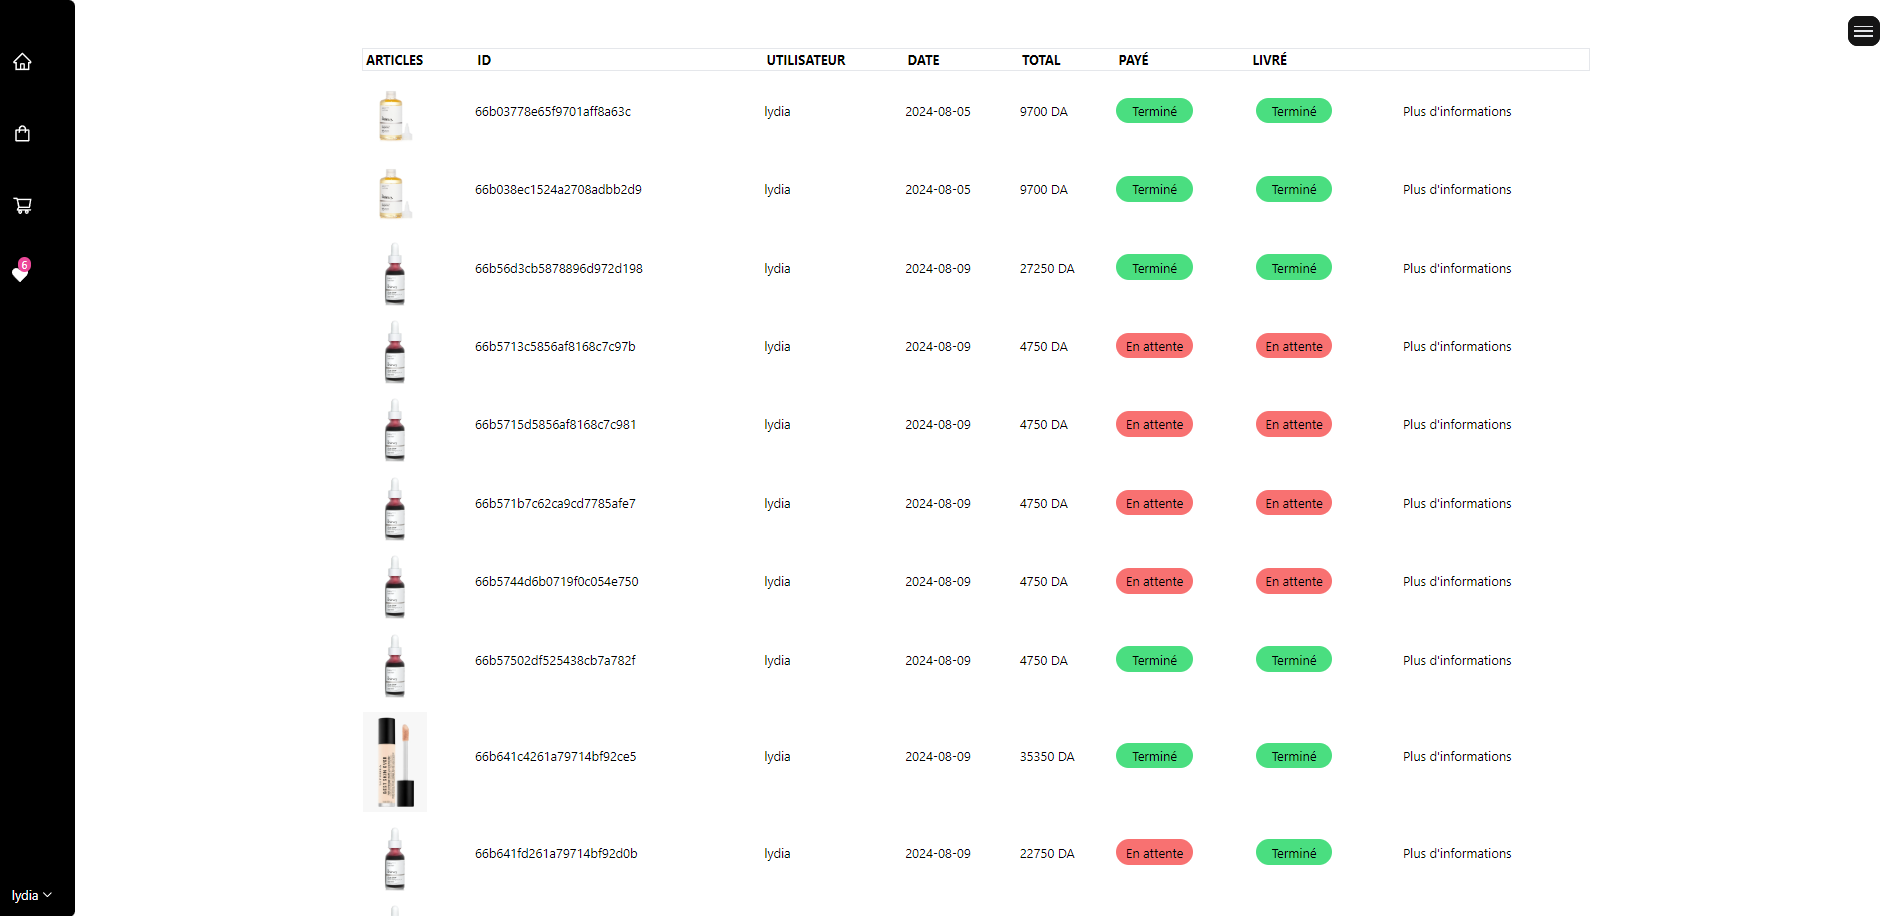 ARTICLES ID UTILISATEUR DATE TOTAL PAYÉ LIVRÉ
66b03778e65f9701aff8a63c lydia 2024-08-05 9700 DA Terminé Terminé Plus d'informations
66b038ec1524a2708adbb2d9 lydia 2024-08-05 9700 DA Terminé Terminé Plus d'informations
66b56d3cb5878896d972d198 lydia 2024-08-09 27250 DA Terminé Terminé Plus d'informations
6
66b5713c5856af8168c7c97b lydia 2024-08-09 4750 DA En attente En attente Plus d'informations
66b5715d5856af8168c7c981 lydia 2024-08-09 4750 DA En attente En attente Plus d'informations
66b571b7c62ca9cd7785afe7 lydia 2024-08-09 4750 DA En attente En attente Plus d'informations
66b5744d6b0719f0c054e750 lydia 2024-08-09 4750 DA En attente En attente Plus d'informations
66b57502df525438cb7a782f lydia 2024-08-09 4750 DA Terminé Terminé Plus d'informations
66b641c4261a79714bf92ce5 lydia 2024-08-09 35350 DA Terminé Terminé Plus d'informations
66b641fd261a79714bf92d0b lydia 2024-08-09 22750 DA En attente Terminé Plus d'informations
lydia